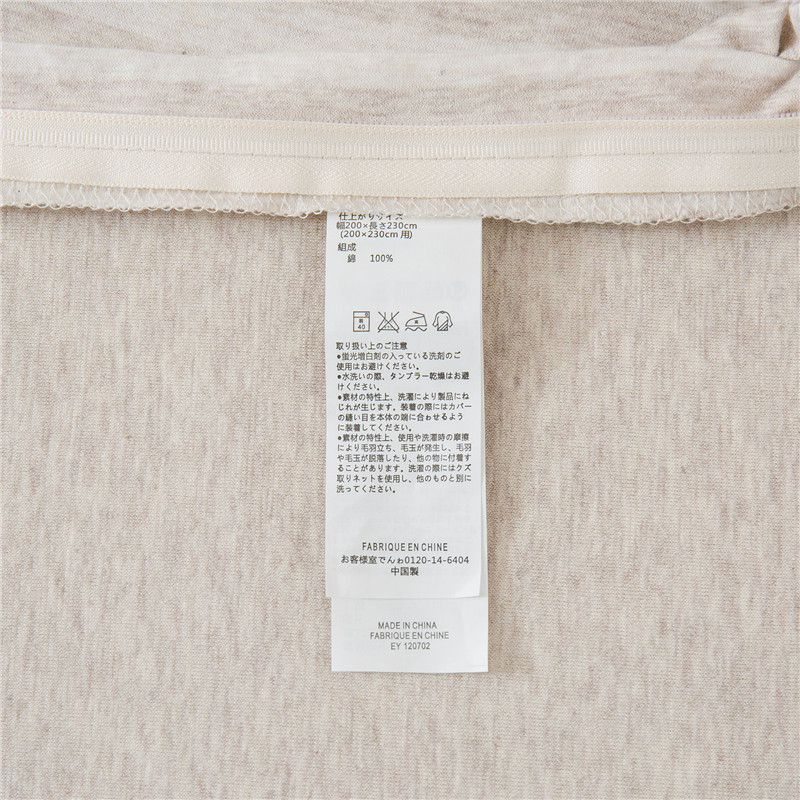 仕上がりサイズ
幅200×長さ230cm
(200×230cm 用)
組成
綿 100%
40
取り扱い上のご注意
●蛍光増白剤の入っている洗剤のご
使用はお避けください。
●水洗いの際、タンブラー乾燥はお避
けください。
●素材の特性上、洗濯により製品にね
じれが生じます。装着の際にはカバー
の縫い目を本体の端に合わせるよう
に装着してください。
●素材の特性上、使用や洗濯時の摩擦
により毛羽立ち、毛玉が発生し、毛羽
や毛玉が脱落したり、他の物に付着す
ることがあります。洗濯の際にはクズ
取りネットを使用し、他のものと別に
洗ってください。
FABRIQUE EN CHINE
お客様室でんゎ0120-14-6404
中国製
MADE IN CHINA
FABRIQUE EN CHINE
EY 120702